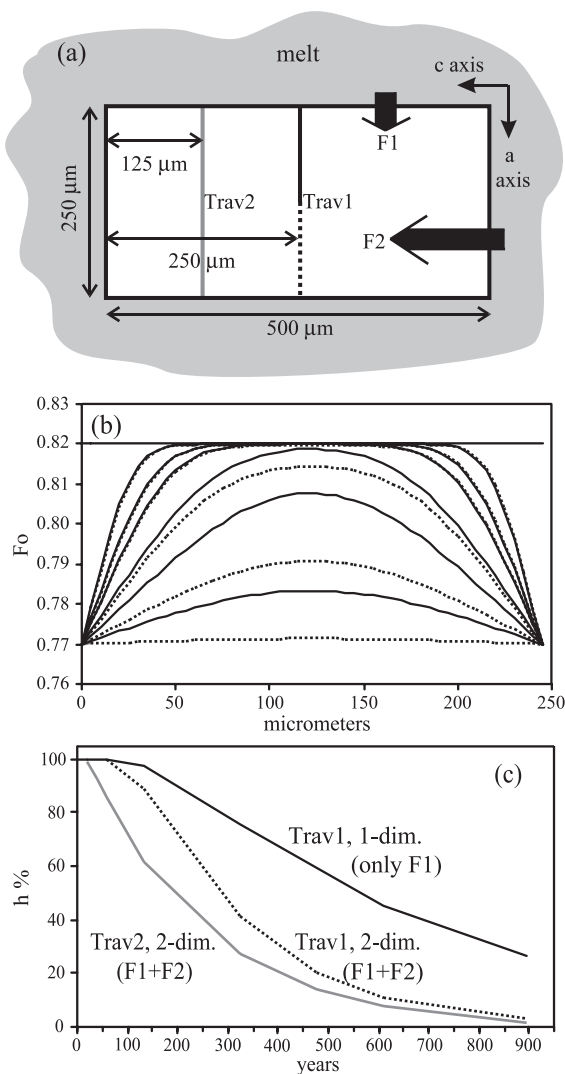 (a)
melt
c axis
a
axis
F1
125 µm
Trav2
Trav1
250 µm
F2
250 µm
500 µm
(b)
0.83
0.82
0.81
0.80
0.79
0.78
0.77
0.76
Fo
0 50 100 150 200 250
micrometers
(c)
100
80
60
40
20
0
h %
Trav1, 1-dim.
(only F1)
Trav2, 2-dim.
(F1+F2)
Trav1, 2-dim.
(F1+F2)
0 100 200 300 400 500 600 700 800 900
years